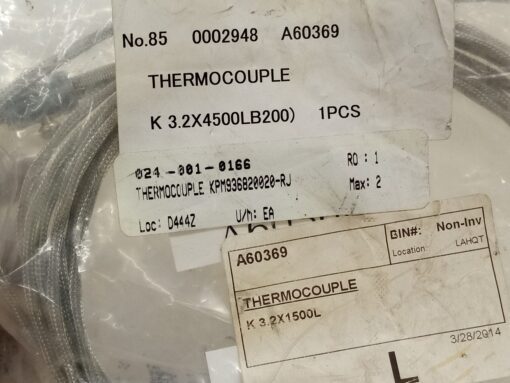 No.85 0002948 A60369
THERMOCOUPLE
K 3.2X4500LB200) 1PCS
024-001-0166 RO : 1
THERMOCOUPLE KPM936820020-RJ Max: 2
Loc: D444Z U/M: EA
A60369 BIN#: Non-Inv
Location LAHQT
THERMOCOUPLE
K 3.2X1500L
3/28/2014
L